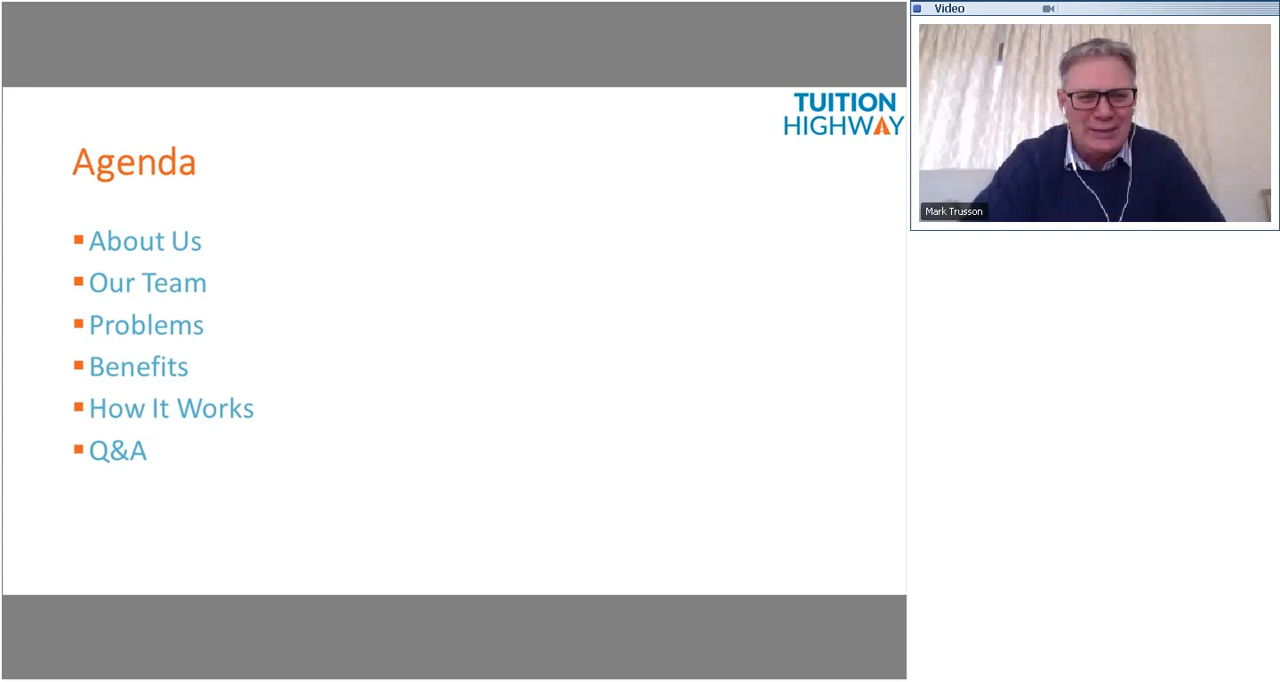 TUITION
HIGHWAY
Agenda
About Us
Our Team
Problems
Benefits
How It Works
Q&A
Video
Mark Trusson